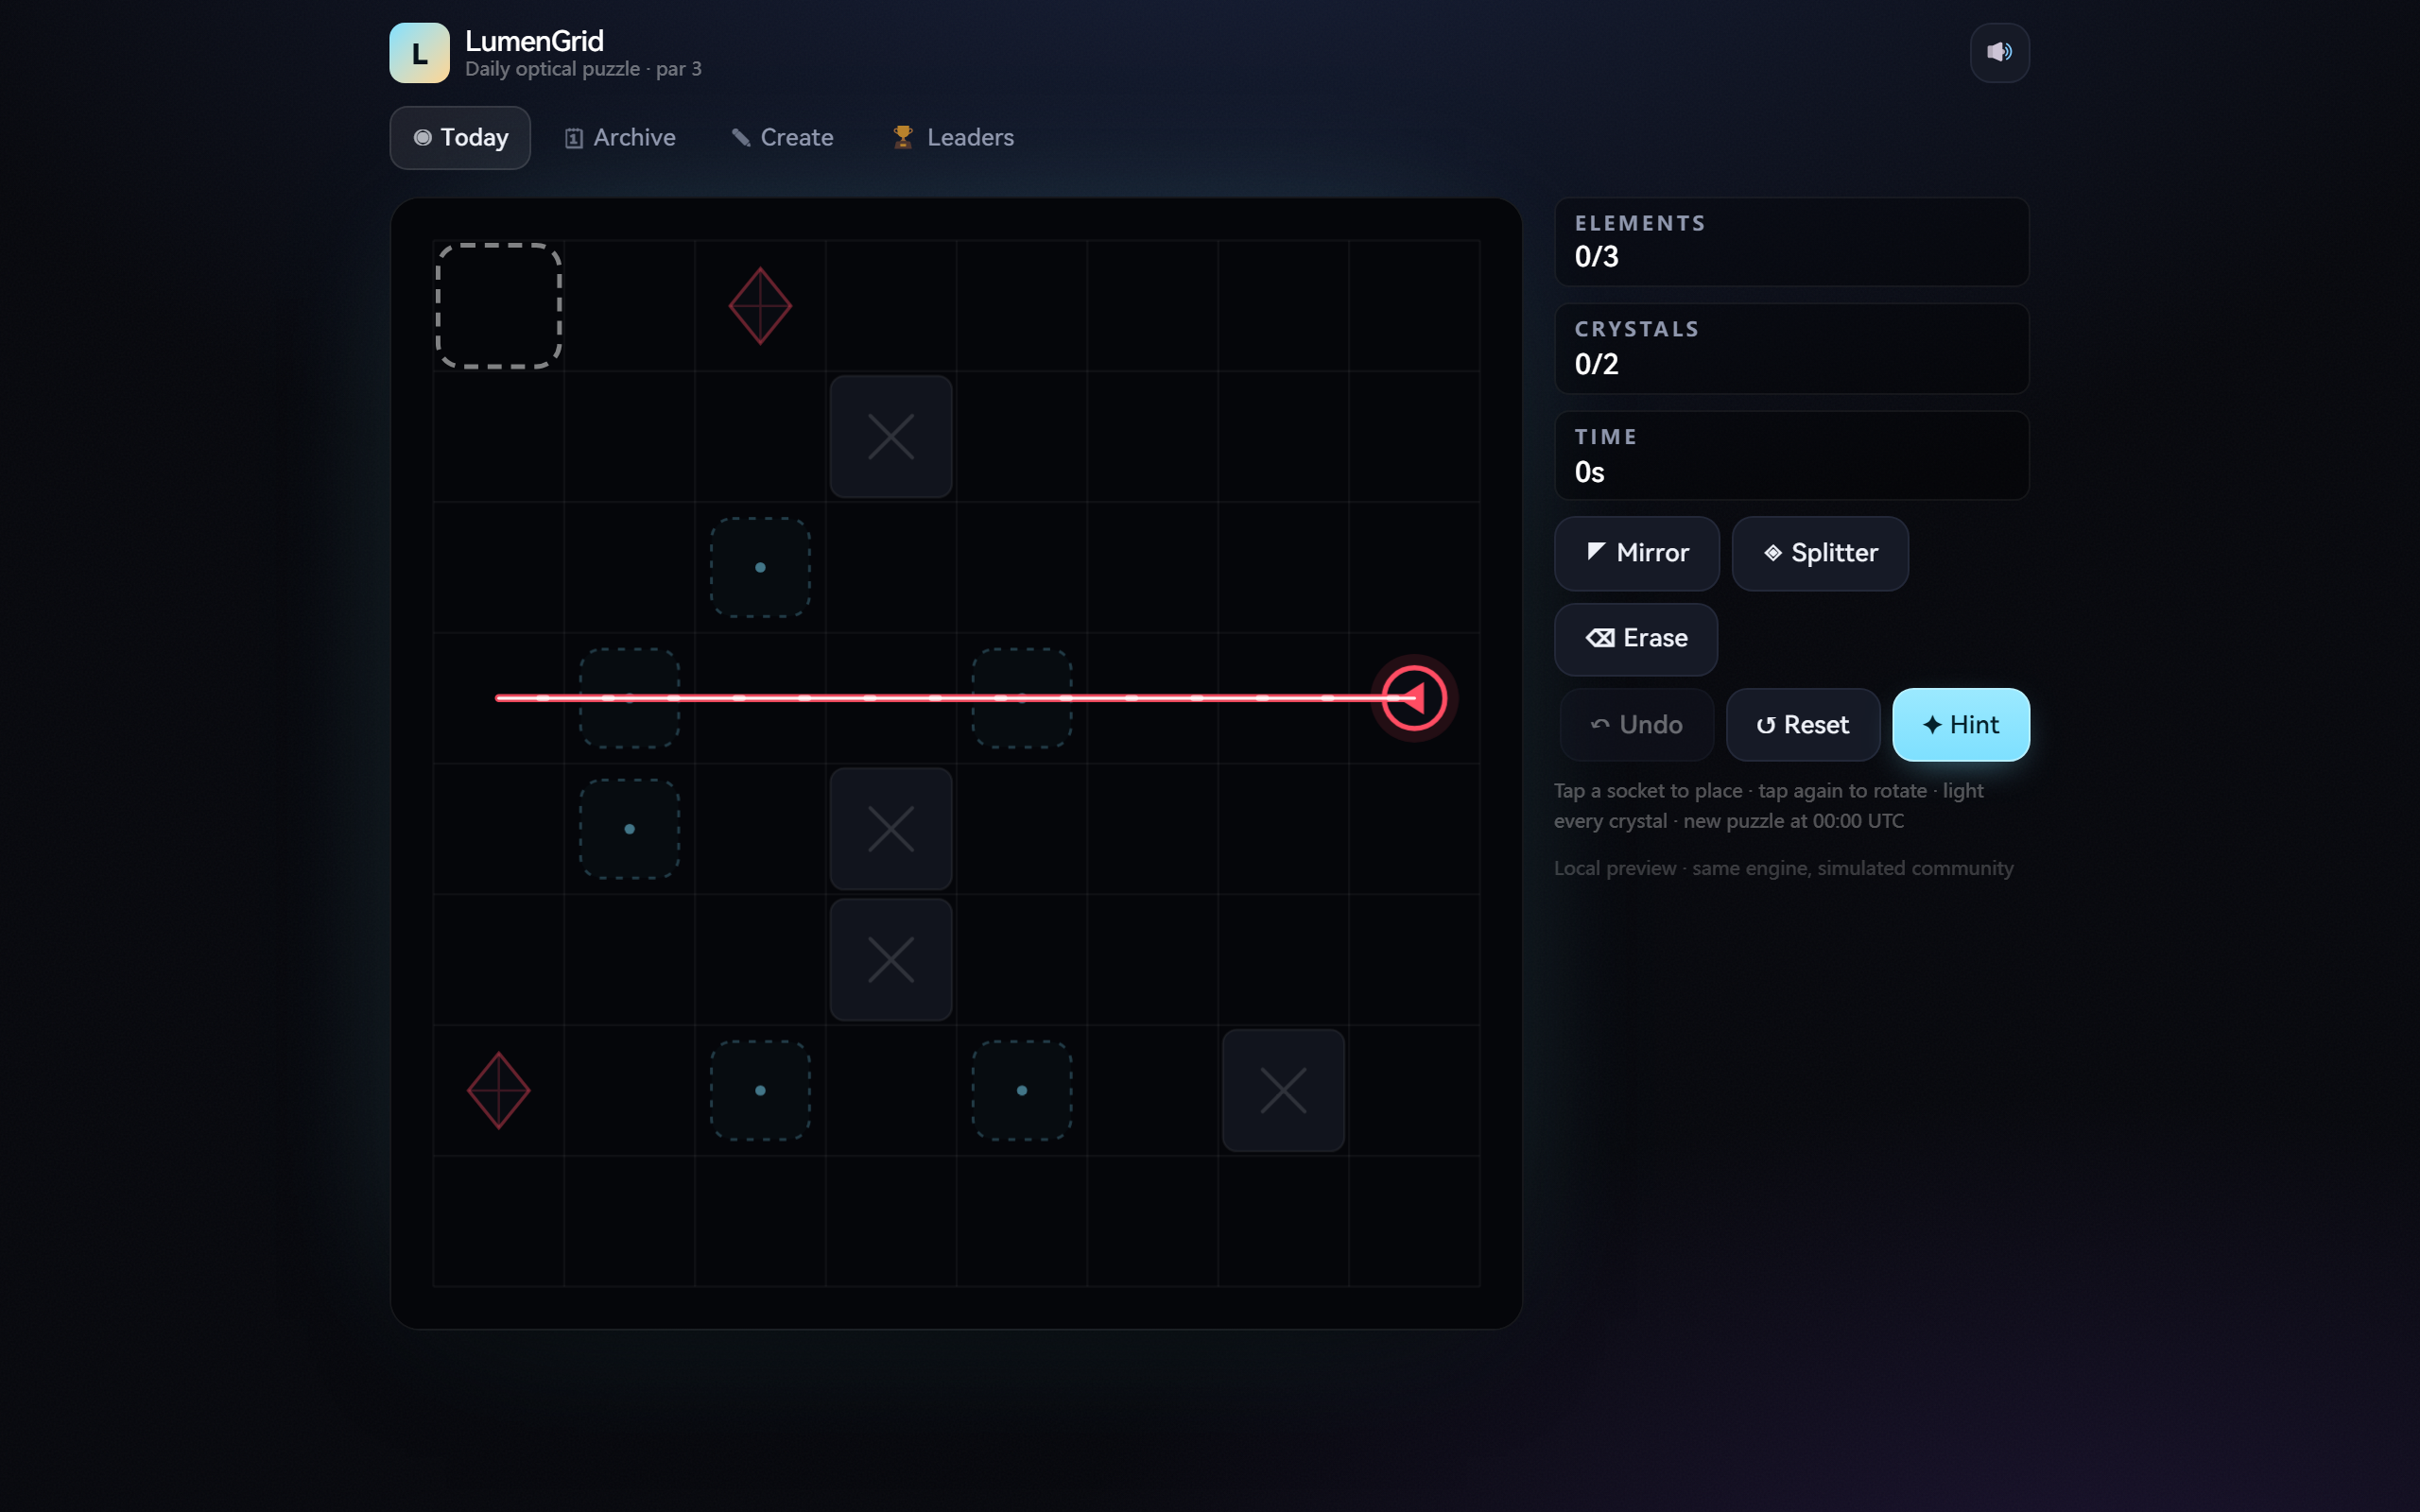 L
LumenGrid
Daily optical puzzle · par 3
Today
Archive
Create
Leaders
ELEMENTS
0/3
CRYSTALS
0/2
TIME
0s
Mirror
Splitter
Erase
Undo
Reset
Hint
Tap a socket to place · tap again to rotate · light
every crystal · new puzzle at 00:00 UTC
Local preview · same engine, simulated community